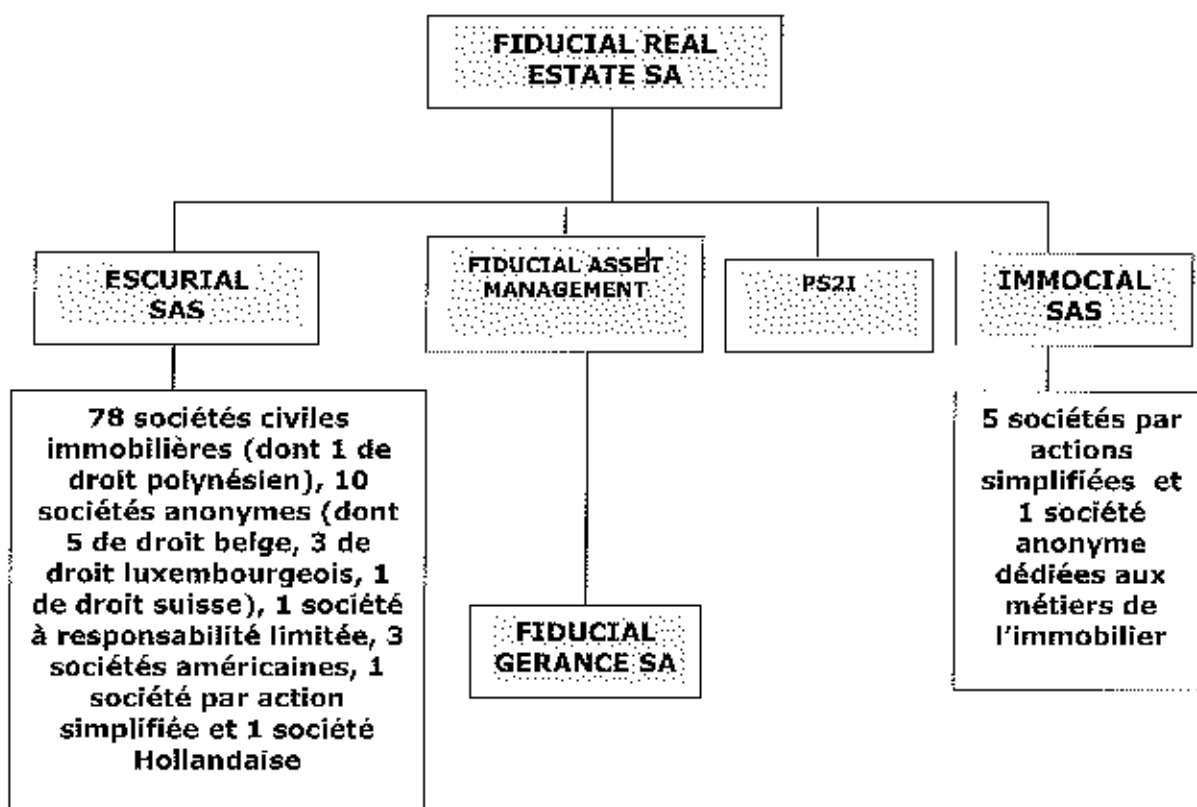 FIDUCIAL REAL
ESTATE SA
ESCURIAL
SAS
FIDUCIAL ASSET
MANAGEMENT
PS2I
IMMOCIAL
SAS
78 sociétés civiles
immobilières (dont 1 de
droit polynésien), 10
sociétés anonymes (dont
5 de droit belge, 3 de
droit luxembourgeois, 1
de droit suisse), 1 société
à responsabilité limitée, 3
sociétés américaines, 1
société par action
simplifiée et 1 société
Hollandaise
FIDUCIAL
GERANCE SA
5 sociétés par
actions
simplifiées et
1 société
anonyme
dédiées aux
métiers de
l'immobilier